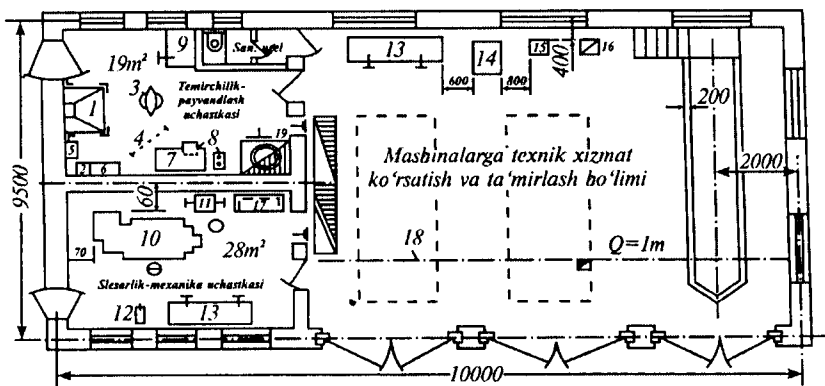 9
San. uzel
13
14
15
16
19m²
600
800
400
3
Temirchilik-
payvandlash
uchastkasi
200
1
4
8
19
5
7
2
6
Mashinalarga texnik xizmat
ko‘rsatish va ta’mirlash bo‘limi
2000
9500
60
11
17
10
28m²
18
Q=1m
70
Slesarlik-mexanika uchastkasi
12
13
10000